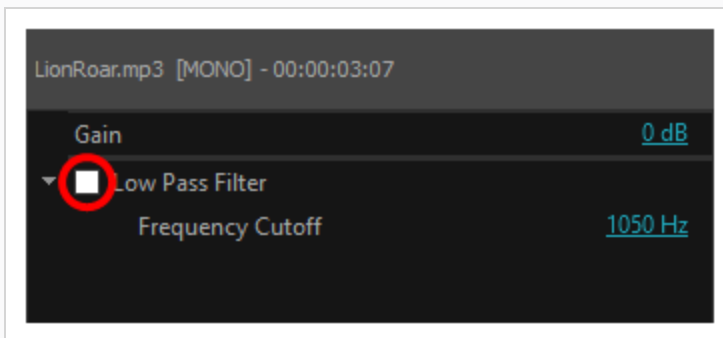 LionRoar.mp3 [MONO] - 00:00:03:07
Gain 0 dB
Low Pass Filter
Frequency Cutoff 1050 Hz